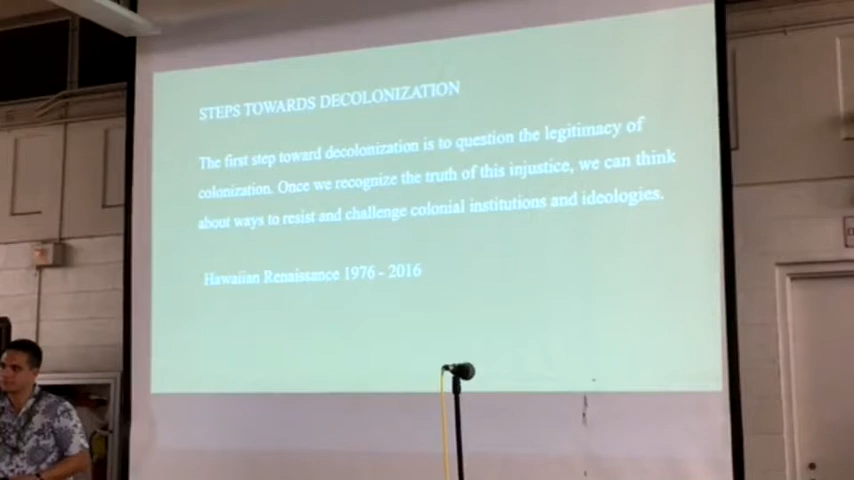 STEPS TOWARDS DECOLONIZATION
The first step toward decolonization is to question the legitimacy of
colonization. Once we recognize the truth of this injustice, we can think
about ways to resist and challenge colonial institutions and ideologies.
Hawaiian Renaissance 1976 - 2016